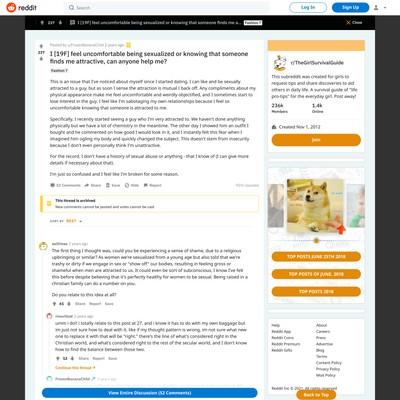 reddit
Search
Log In
Sign Up
237
I [19F] feel uncomfortable being sexualized or knowing that someone finds me a...
Fashion ?
237
Posted by u/FrozenBananaChild 2 years ago
I [19F] feel uncomfortable being sexualized or knowing that someone
finds me attractive, can anyone help me?
Fashion ?
This is an issue that I've noticed about myself since I started dating. I can like and be sexually
attracted to a guy, but as soon I sense the attraction is mutual I back off. Any compliments about my
physical appearance make me feel uncomfortable and weirdly objectified, and I sometimes start to
lose interest in the guy. I feel like I'm sabotaging my own relationships because I feel so
uncomfortable knowing that someone is attracted to me.
Specifically, I recently started seeing a guy who I'm very attracted to. We haven't done anything
physically but we have a lot of chemistry in the meantime. The other day I showed him an outfit I
bought and he commented on how good I would look in it, and I instantly felt this fear when I
imagined him ogling my body and quickly changed the subject. This doesn't stem from insecurity
because I don't even personally think I'm unattractive.
For the record, I don't have a history of sexual abuse or anything - that I know of (I can give more
details if necessary about that).
I'm just so confused and I feel like I'm broken for some reason.
52 Comments
Share
Save
Hide
Report
This thread is archived
New comments cannot be posted and votes cannot be cast
SORT BY BEST
2 years ago
The first thing I thought was, could you be experiencing a sense of shame, due to a religious
upbringing or similar? As women we're sexualised from a young age but also told that we're
trashy or dirty if we engage in sex or "show off" our bodies, resulting in feeling gross or
shameful when men are attracted to us. It could even be sort of subconscious, I know I've felt
this before despite believing that it's perfectly healthy for women to be sexual. Being raised in a
christian family can do a number on you.
Do you relate to this idea at all?
Share
Report
Save
2 years ago
umm i do!! i totally relate to this post at 27, and i know it has to do with my own baggage but
im just not sure how to deal with it. like if my thought pattern is wrong, im not sure what new
one to replace it with that will be "right." there's the line of what's considered right in the
Christian world, and what's considered right to the rest of the secular world, and I don't know
how to find the balance between those two.
Share
Report
Save
Continue this thread
FrozenBananaChild
2 years ago
View Entire Discussion (52 Comments)
r/TheGirlSurvivalGuide
This subreddit was created for girls to
request tips and share discoveries to aid
others in daily life. A survival guide of "life
pro-tips" for the everyday girl. Post away!
236k
Members
1.4k
Online
Created Nov 1, 2012
Join
TOP POSTS JUNE 25TH 2018
TOP POSTS OF JUNE, 2018
TOP POSTS 2018
Help
Reddit App
Reddit Coins
Reddit Premium
Reddit Gifts
About
Careers
Press
Advertise
Blog
Terms
Content Policy
Privacy Policy
Mod Policy
Reddit Inc © 2021. All rights reserved
Back to Top